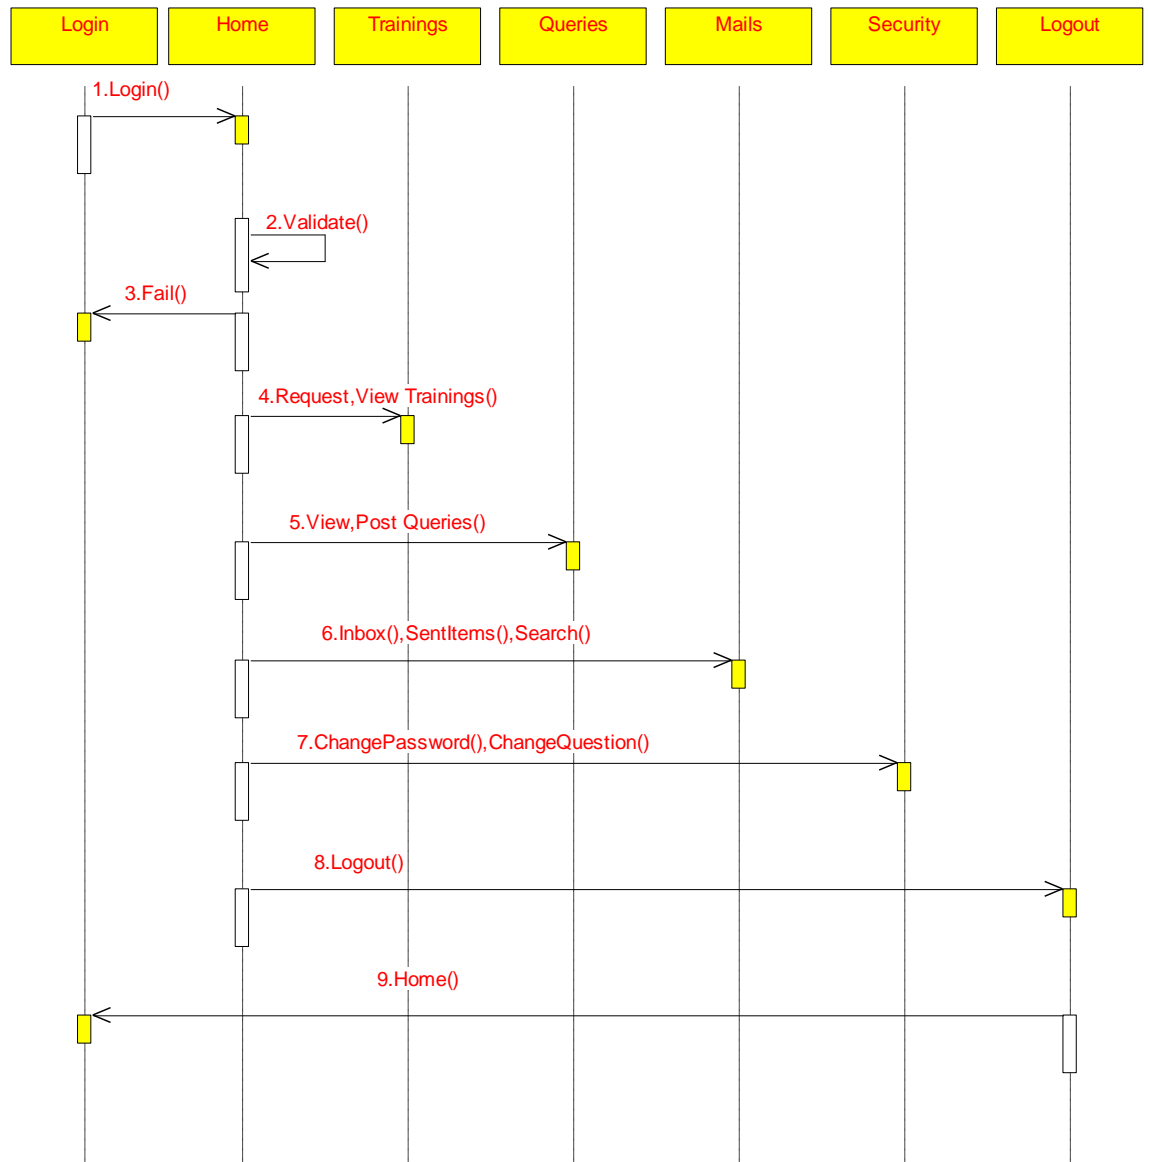 Login Home Trainings Queries Mails Security Logout
1.Login()
2.Validate()
3.Fail()
4.Request,View Trainings()
5.View,Post Queries()
6.Inbox(),SentItems(),Search()
7.ChangePassword(),ChangeQuestion()
8.Logout()
9.Home()